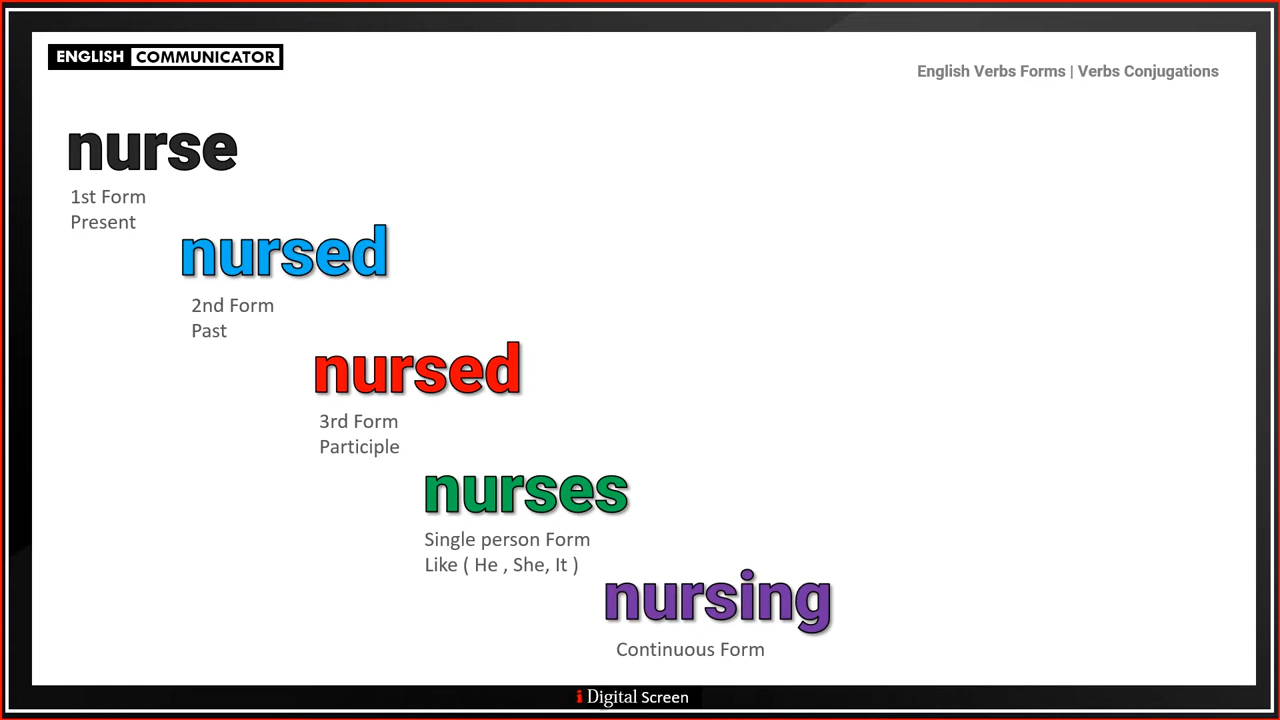 ENGLISH COMMUNICATOR
English Verbs Forms | Verbs Conjugations
nurse
1st Form
Present
nursed
2nd Form
Past
nursed
3rd Form
Participle
nurses
Single person Form
Like ( He , She, It )
nursing
Continuous Form
i Digital Screen